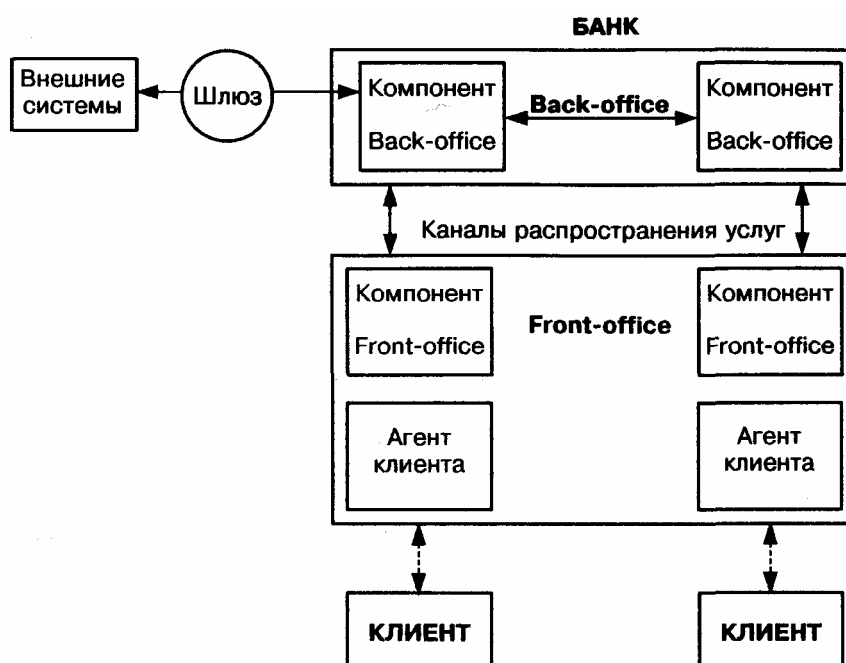 БАНК
Внешние
системы
Шлюз
Компонент
Back-office
Back-office
Компонент
Back-office
Каналы распространения услуг
Компонент
Front-office
Front-office
Компонент
Front-office
Агент
клиента
Агент
клиента
КЛИЕНТ
КЛИЕНТ